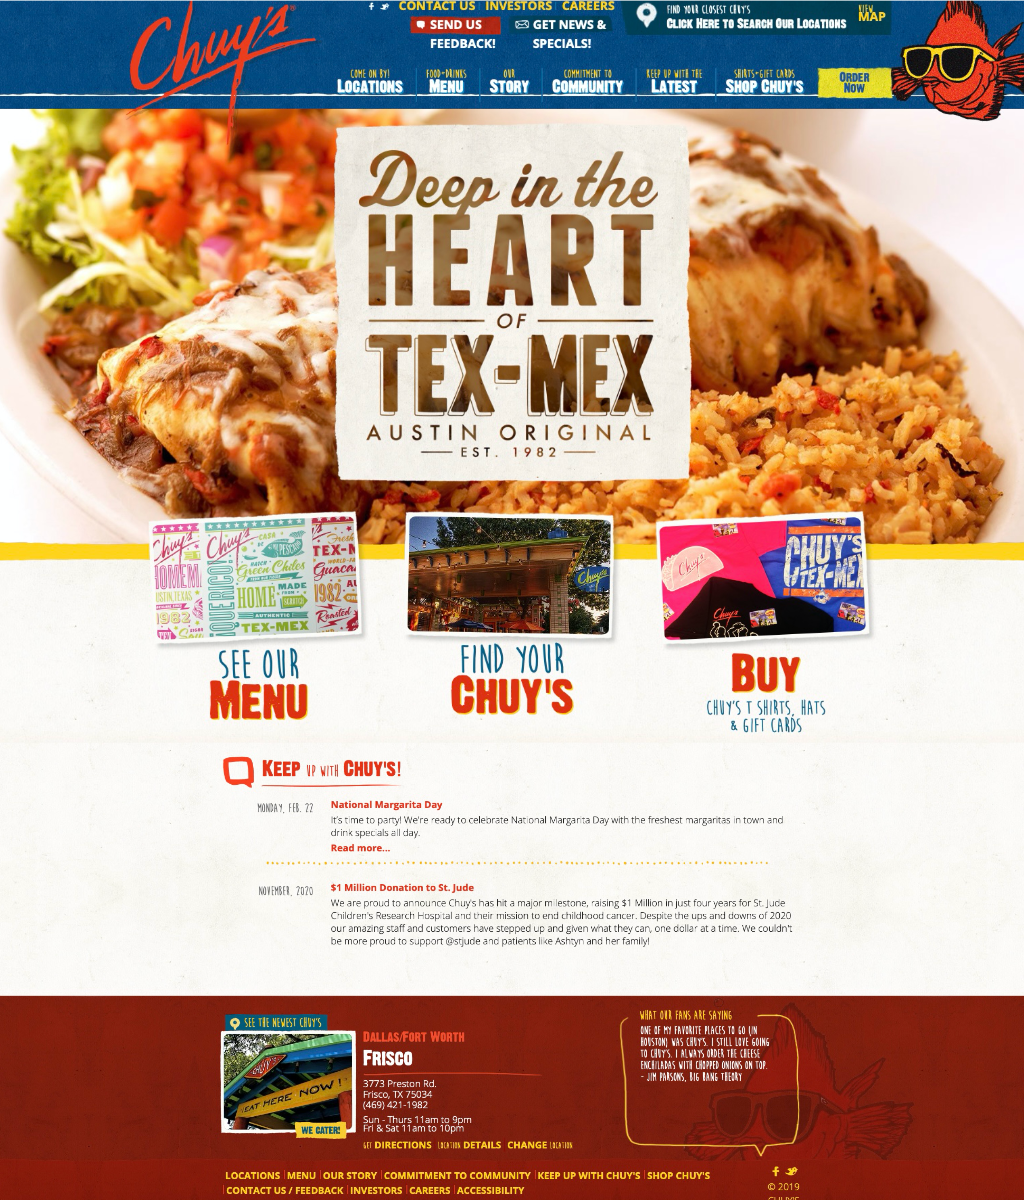 Chuy's
CONTACT US INVESTORS CAREERS
SEND US FEEDBACK!
GET NEWS & SPECIALS!
FIND YOUR CLOSEST CHUY'S
CLICK HERE TO SEARCH OUR LOCATIONS
VIEW MAP
COME ON BY!
LOCATIONS
FOOD+DRINKS
MENU
OUR
STORY
COMMITMENT TO
COMMUNITY
KEEP UP WITH THE
LATEST
SHIRTS+GIFT CARDS
SHOP CHUY'S
ORDER
NOW
Deep in the
HEART
OF
TEX-MEX
AUSTIN ORIGINAL
EST. 1982
SEE OUR
MENU
FIND YOUR
CHUY'S
BUY
CHUY'S T SHIRTS, HATS
& GIFT CARDS
KEEP UP WITH CHUY'S!
MONDAY, FEB. 22
National Margarita Day
It's time to party! We're ready to celebrate National Margarita Day with the freshest margaritas in town and
drink specials all day.
Read more...
NOVEMBER, 2020
$1 Million Donation to St. Jude
We are proud to announce Chuy's has hit a major milestone, raising $1 Million in just four years for St. Jude
Children's Research Hospital and their mission to end childhood cancer. Despite the ups and downs of 2020
our amazing staff and customers have stepped up and given what they can, one dollar at a time. We couldn't
be more proud to support @stjude and patients like Ashtyn and her family!
SEE THE NEWEST CHUY'S
EAT HERE NOW!
WE CATER!
DALLAS/FORT WORTH
FRISCO
3773 Preston Rd.
Frisco, TX 75034
(469) 421-1982
Sun - Thurs 11am to 9pm
Fri & Sat 11am to 10pm
GET DIRECTIONS LOCATION DETAILS CHANGE LOCATION
WHAT OUR FANS ARE SAYING
ONE OF MY FAVORITE PLACES TO GO (IN
HOUSTON) WAS CHUY'S. I STILL LOVE GOING
TO CHUY'S. I ALWAYS ORDER THE CHEESE
ENCHILADAS WITH CHOPPED ONIONS ON TOP.
- JIM PARSONS, BIG BANG THEORY
LOCATIONS MENU OUR STORY COMMITMENT TO COMMUNITY KEEP UP WITH CHUY'S SHOP CHUY'S
CONTACT US / FEEDBACK INVESTORS CAREERS ACCESSIBILITY
© 2019